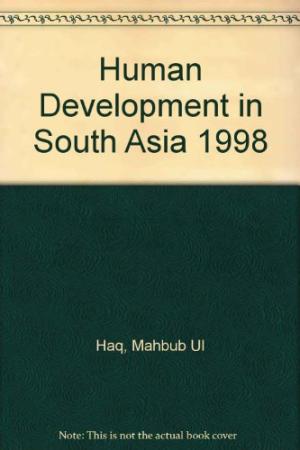 Human
Development in
South Asia 1998
Haq, Mahbub Ul
Note: This is not the actual book cover